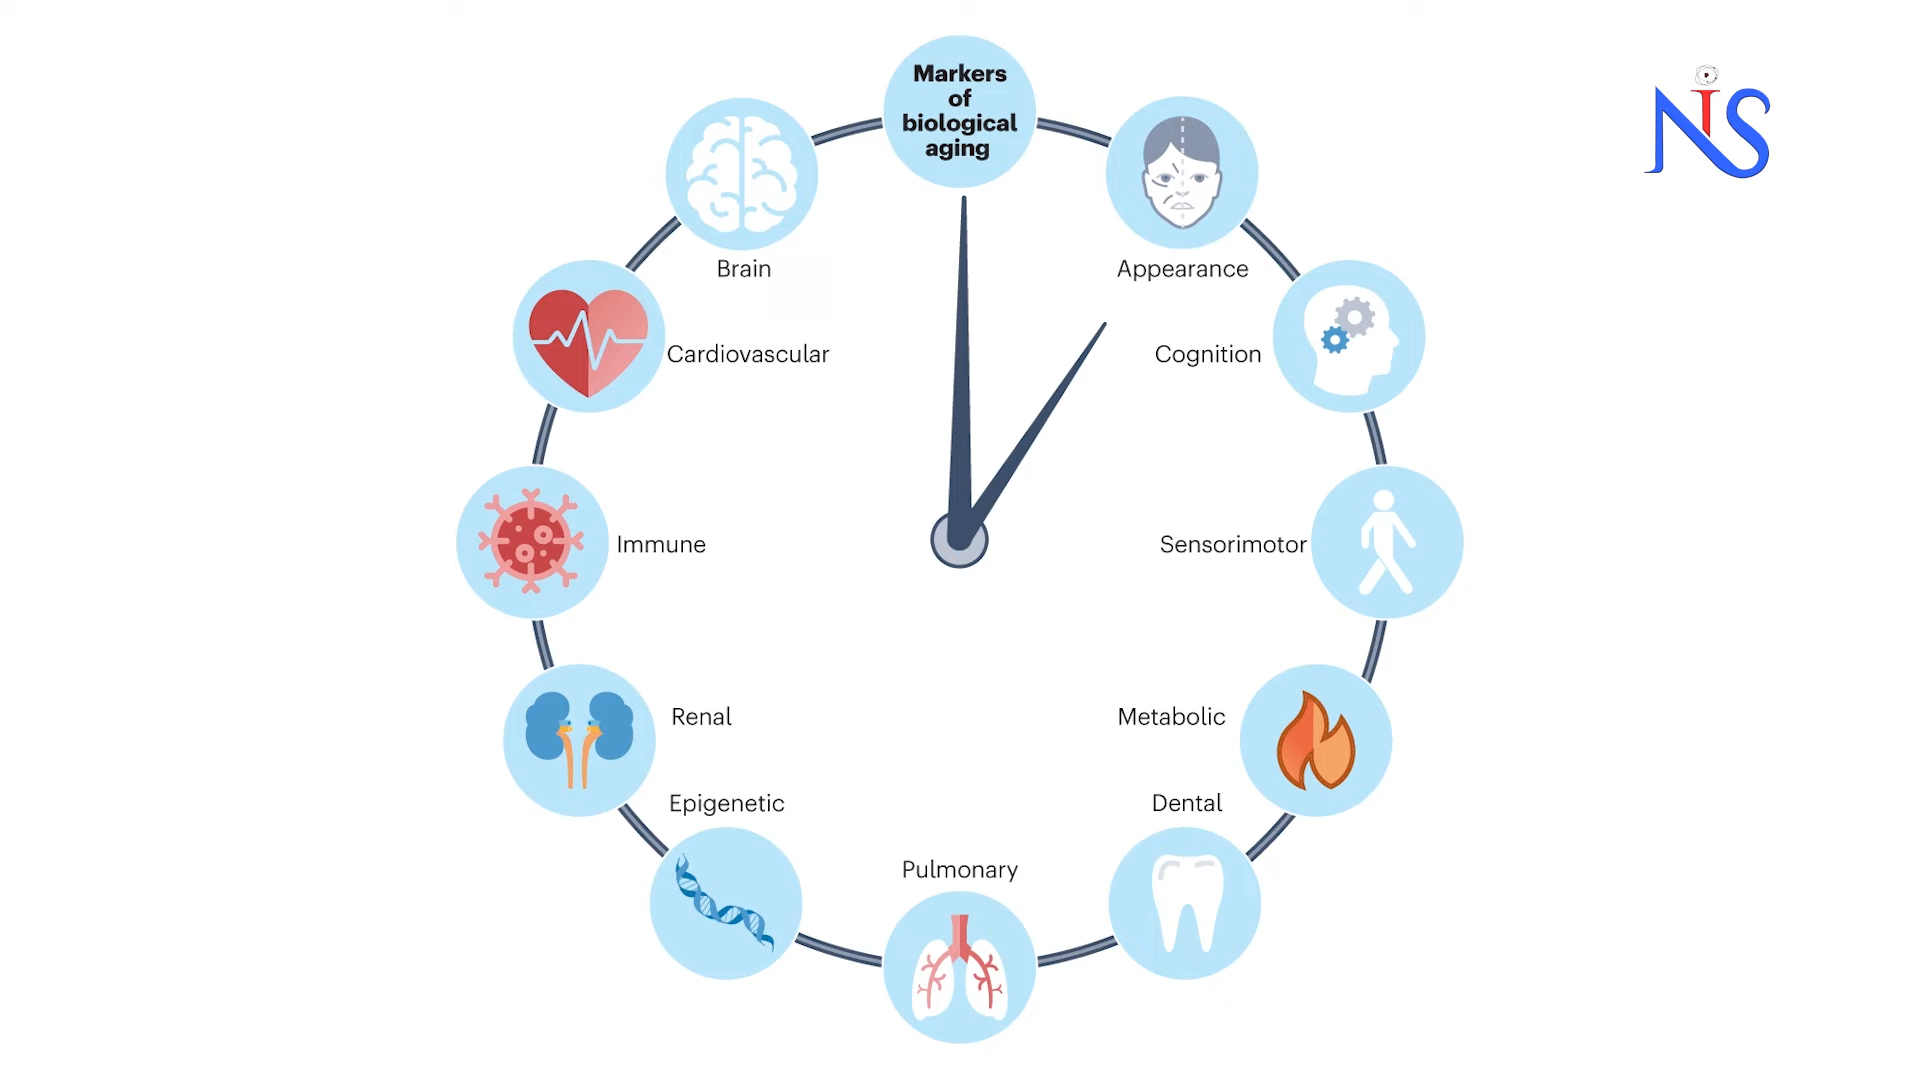 Markers
of
biological
aging
NiS
Brain
Appearance
Cardiovascular
Cognition
Immune
Sensorimotor
Renal
Metabolic
Epigenetic
Dental
Pulmonary